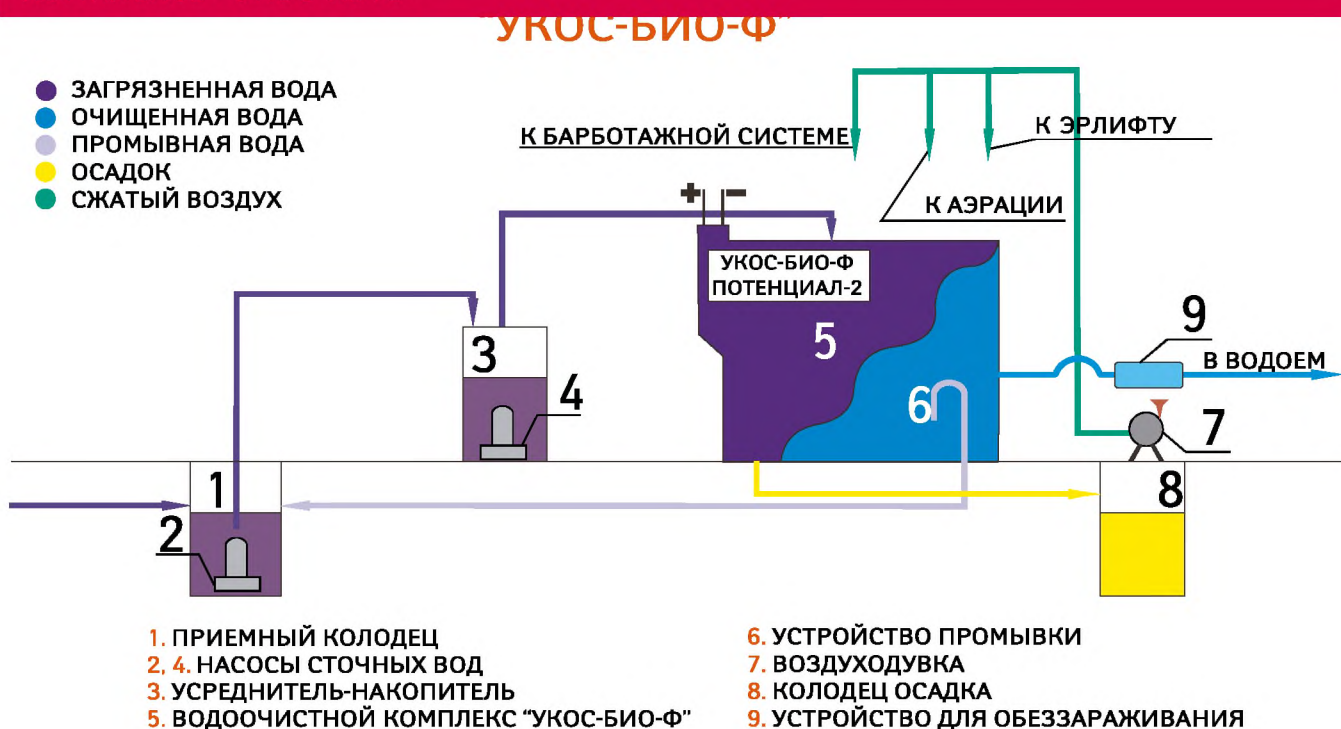 "УКОС-БИО-Ф"
ЗАГРЯЗНЕННАЯ ВОДА
ОЧИЩЕННАЯ ВОДА
ПРОМЫВНАЯ ВОДА
ОСАДОК
СЖАТЫЙ ВОЗДУХ
К БАРБОТАЖНОЙ СИСТЕМЕ
К ЭРЛИФТУ
К АЭРАЦИИ
+ −
УКОС-БИО-Ф
ПОТЕНЦИАЛ-2
3
5
9
В ВОДОЕМ
4
6
7
1
8
2
1. ПРИЕМНЫЙ КОЛОДЕЦ
2, 4. НАСОСЫ СТОЧНЫХ ВОД
3. УСРЕДНИТЕЛЬ-НАКОПИТЕЛЬ
5. ВОДООЧИСТНОЙ КОМПЛЕКС "УКОС-БИО-Ф"
6. УСТРОЙСТВО ПРОМЫВКИ
7. ВОЗДУХОДУВКА
8. КОЛОДЕЦ ОСАДКА
9. УСТРОЙСТВО ДЛЯ ОБЕЗЗАРАЖИВАНИЯ